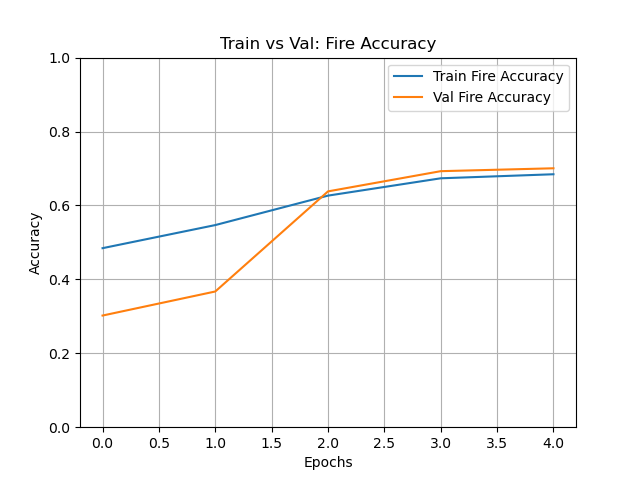 Train vs Val: Fire Accuracy
1.0
0.8
0.6
0.4
0.2
0.0
Accuracy
Train Fire Accuracy
Val Fire Accuracy
0.0 0.5 1.0 1.5 2.0 2.5 3.0 3.5 4.0
Epochs